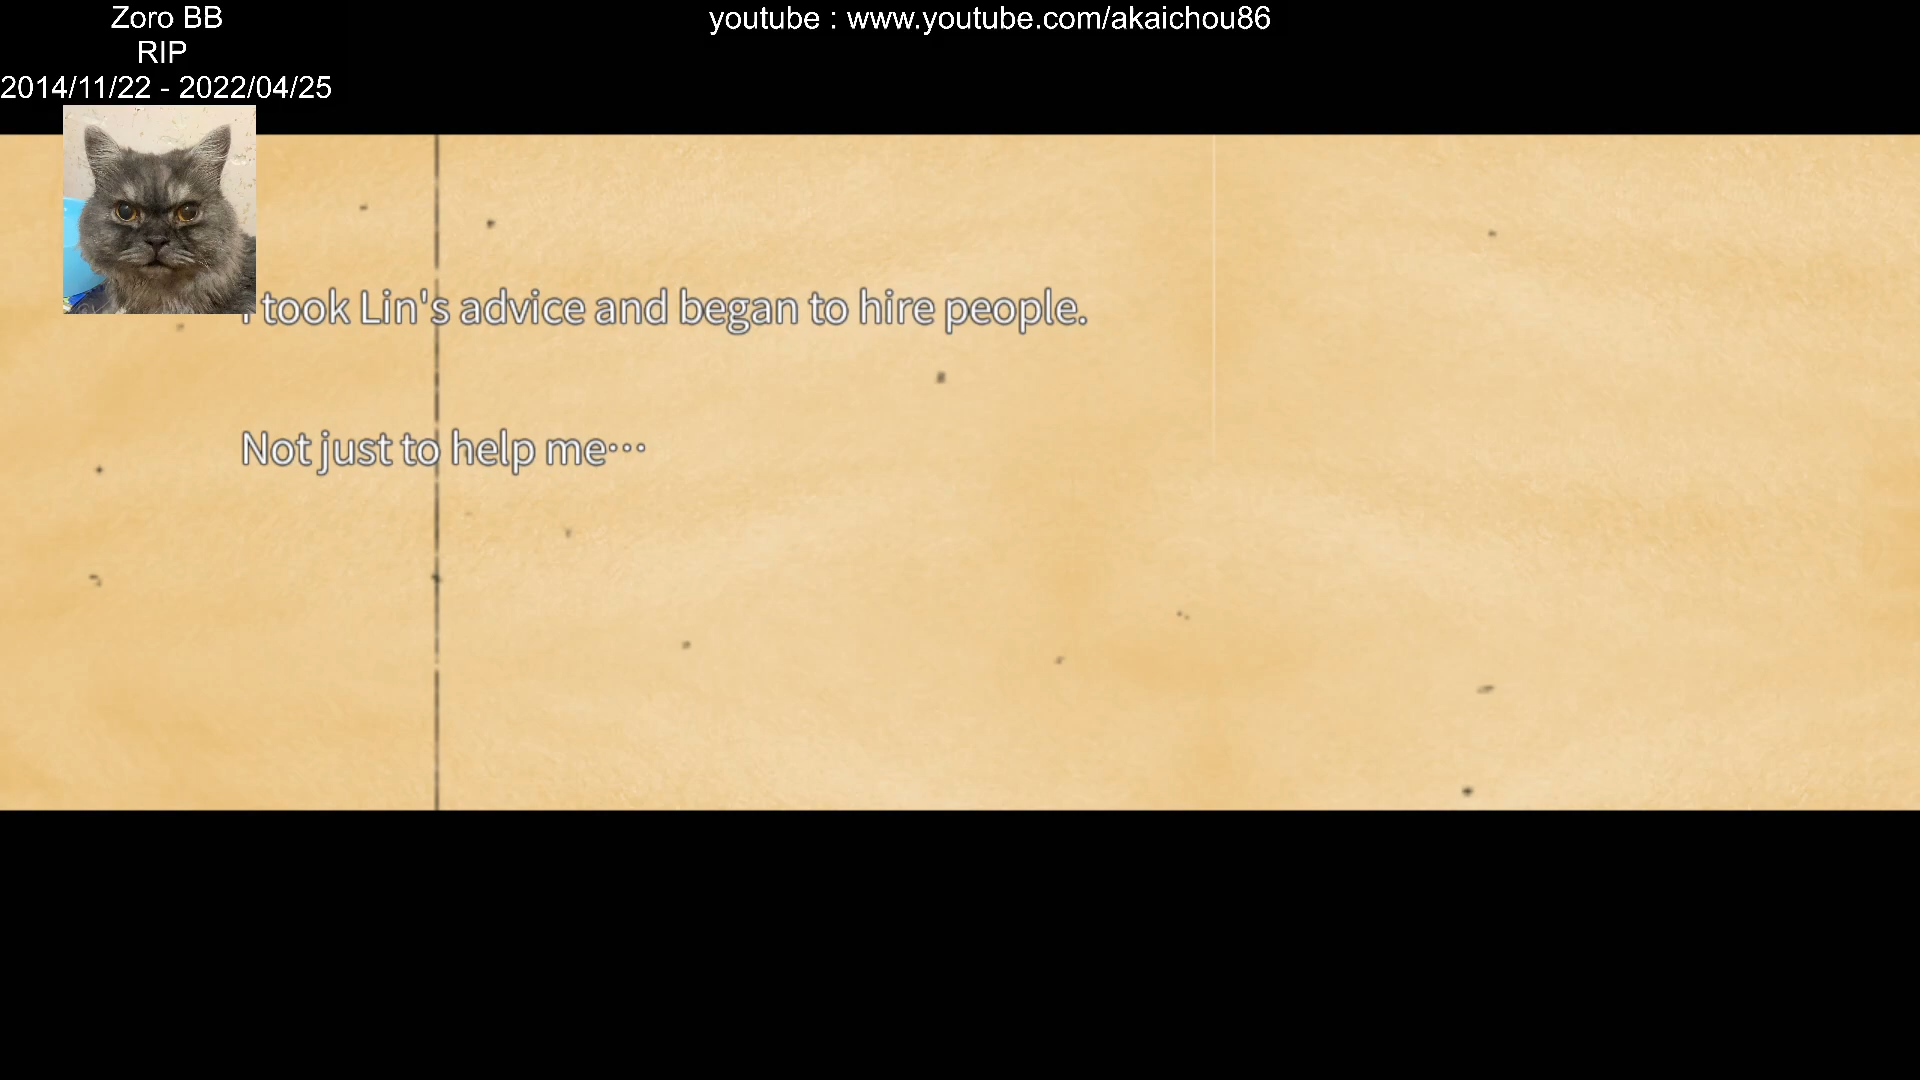 Zoro BB
RIP
2014/11/22 - 2022/04/25
youtube : www.youtube.com/akaichou86
I took Lin's advice and began to hire people.
Not just to help me…